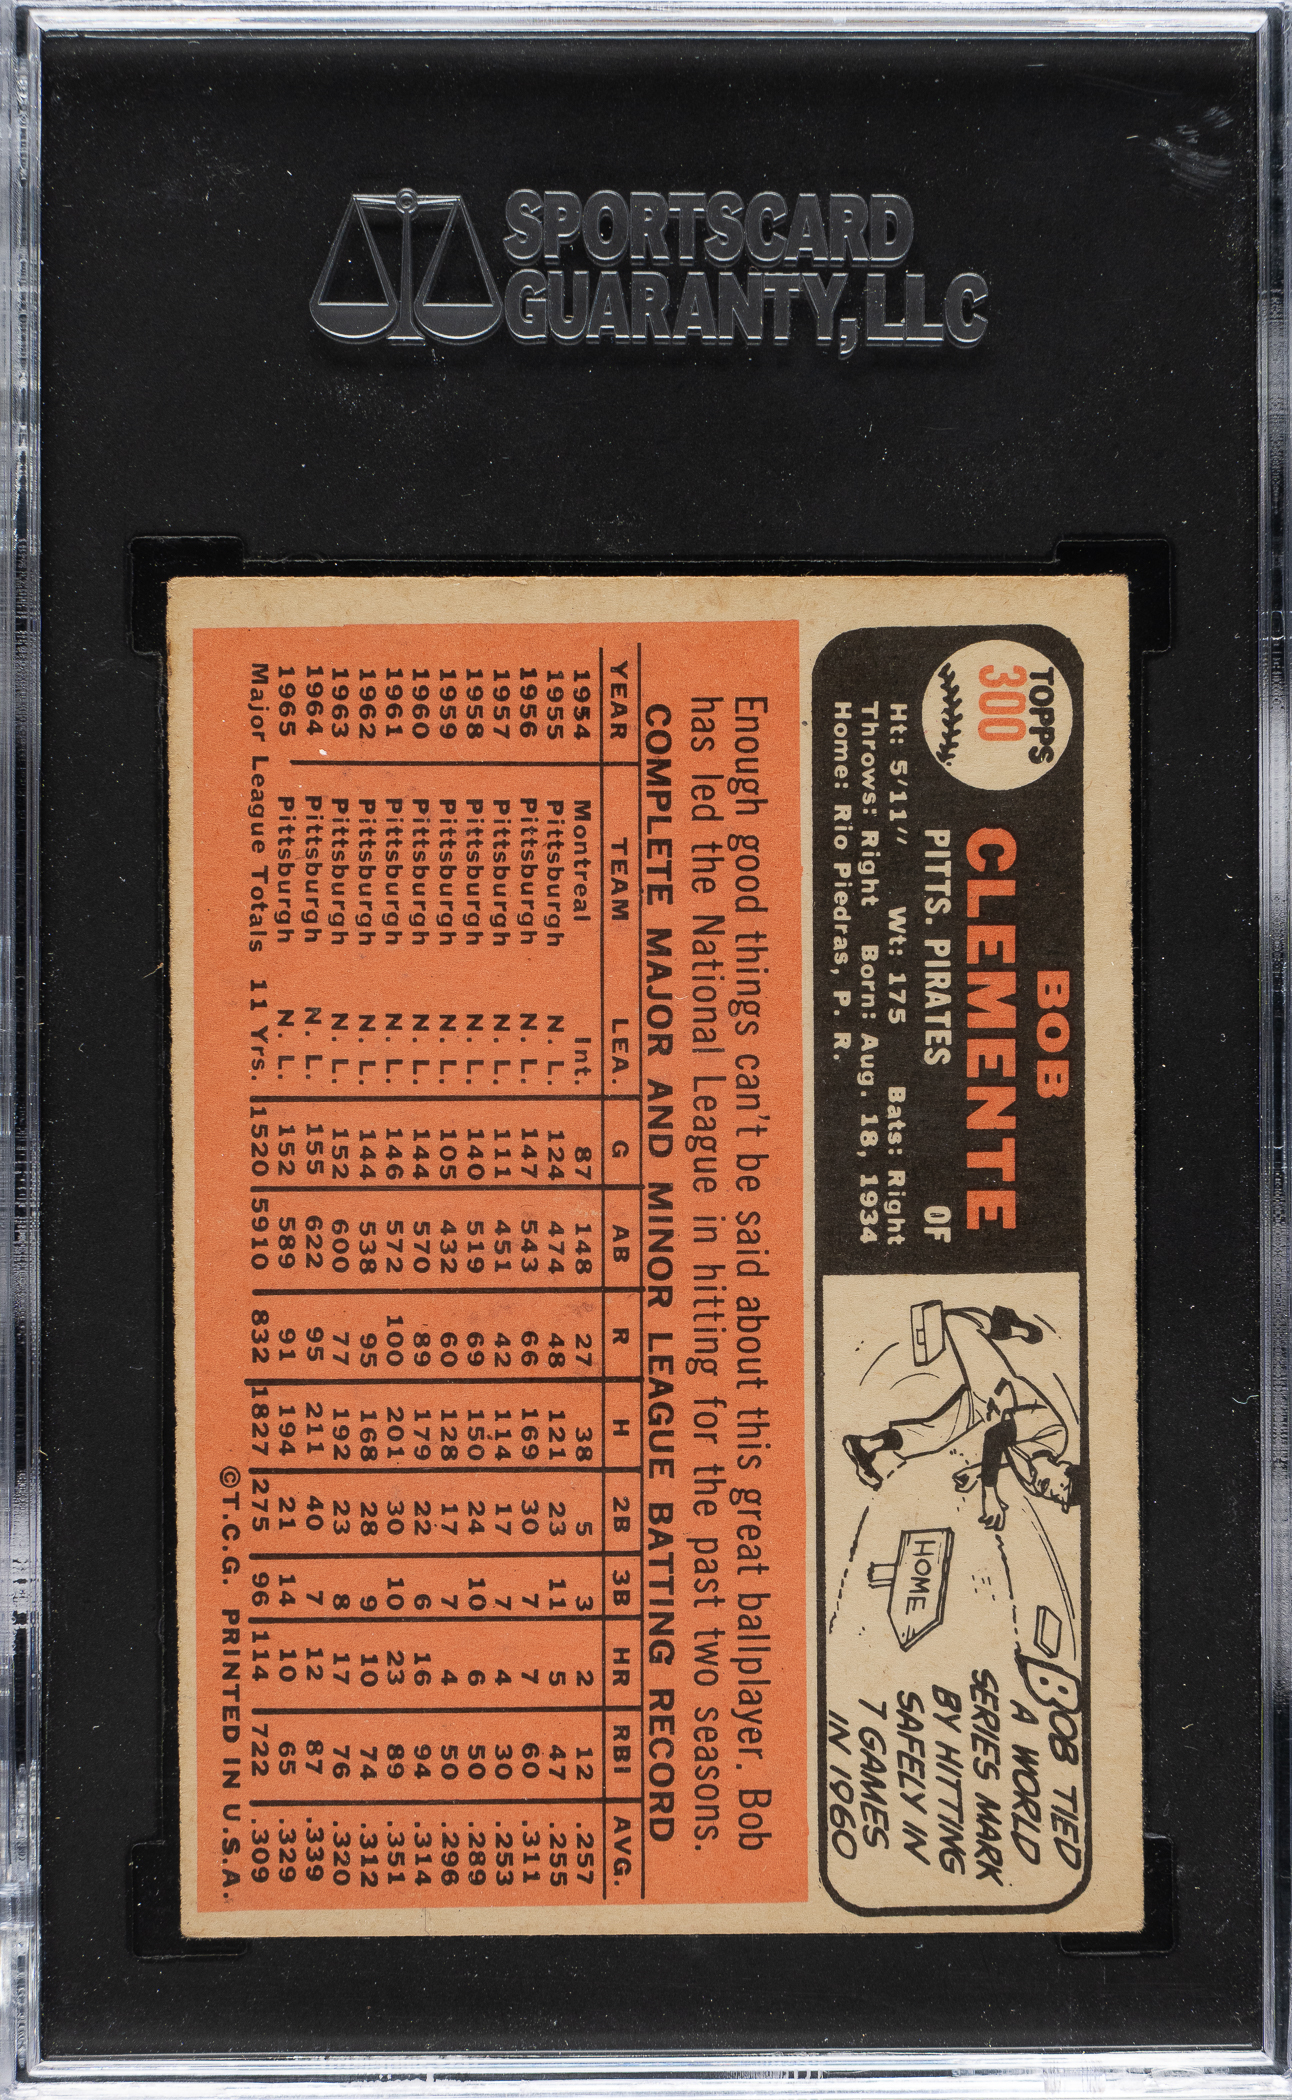 SPORTSCARD
GUARANTY, LLC
TOPPS
300
BOB
CLEMENTE
PITTS. PIRATES OF
Ht: 5'11" Wt: 175 Bats: Right
Throws: Right Born: Aug. 18, 1934
Home: Rio Piedras, P. R.
HOME
BOB TIED
A WORLD
SERIES MARK
BY HITTING
SAFELY IN
7 GAMES
IN 1960
Enough good things can't be said about this great ballplayer. Bob
has led the National League in hitting for the past two seasons.
COMPLETE MAJOR AND MINOR LEAGUE BATTING RECORD
YEAR TEAM LEA. G AB R H 2B 3B HR RBI AVG.
1954 Montreal Int. 87 148 27 38 5 3 2 12 .257
1955 Pittsburgh N. L. 124 474 48 121 23 11 5 47 .255
1956 Pittsburgh N. L. 147 543 66 169 30 7 7 60 .311
1957 Pittsburgh N. L. 111 451 42 114 17 7 4 30 .253
1958 Pittsburgh N. L. 140 519 69 150 24 10 6 50 .289
1959 Pittsburgh N. L. 105 432 60 128 17 7 4 50 .296
1960 Pittsburgh N. L. 144 570 89 179 22 6 16 94 .314
1961 Pittsburgh N. L. 146 572 100 201 30 10 23 89 .351
1962 Pittsburgh N. L. 144 538 95 168 28 9 10 74 .312
1963 Pittsburgh N. L. 152 600 77 192 23 8 17 76 .320
1964 Pittsburgh N. L. 155 622 95 211 40 7 12 87 .339
1965 Pittsburgh N. L. 152 589 91 194 21 14 10 65 .329
Major League Totals 11 Yrs. 1520 5910 832 1827 275 96 114 722 .309
©T.C.G. PRINTED IN U.S.A.